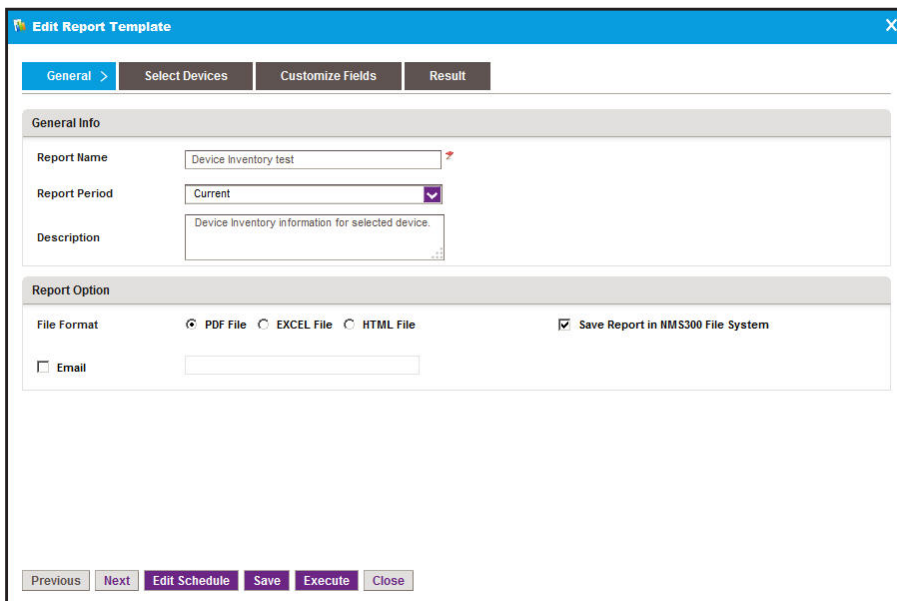 Edit Report Template X
General > Select Devices Customize Fields Result
General Info
Report Name Device Inventory test
Report Period Current
Description Device Inventory information for selected device.
Report Option
File Format PDF File EXCEL File HTML File Save Report in NMS300 File System
Email
Previous Next Edit Schedule Save Execute Close